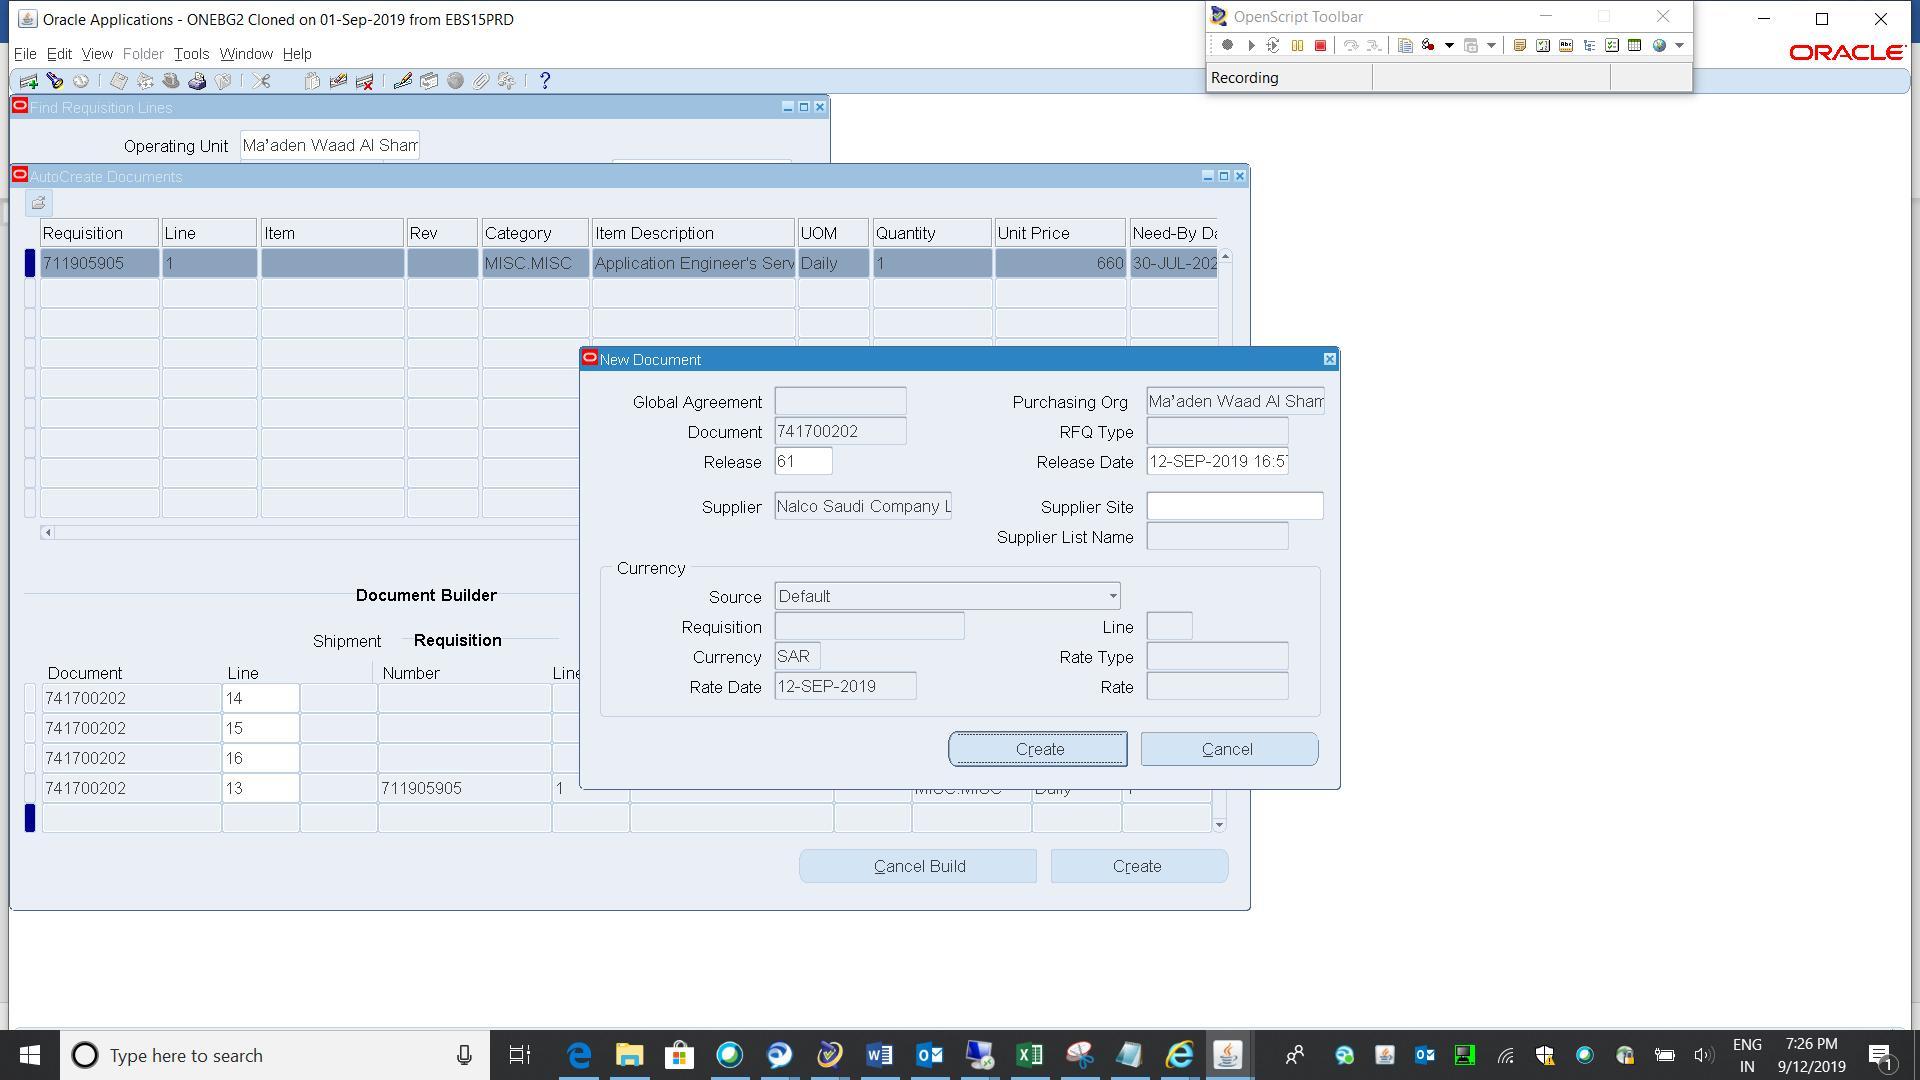 Oracle Applications - ONEBG2 Cloned on 01-Sep-2019 from EBS15PRD
OpenScript Toolbar
File Edit View Folder Tools Window Help
ORACLE
Recording
Find Requisition Lines
Operating Unit Ma'aden Waad Al Sham
AutoCreate Documents
Requisition Line Item Rev Category Item Description UOM Quantity Unit Price Need-By Da
711905905 1 MISC.MISC Application Engineer's Serv Daily 1 660 30-JUL-202
New Document
Global Agreement Purchasing Org Ma'aden Waad Al Sham
Document 741700202 RFQ Type
Release 61 Release Date 12-SEP-2019 16:57
Supplier Nalco Saudi Company L Supplier Site
Supplier List Name
Currency
Source Default
Requisition Line
Currency SAR Rate Type
Rate Date 12-SEP-2019 Rate
Create Cancel
Document Builder
Shipment Requisition
Document Line Number Line
741700202 14
741700202 15
741700202 16
741700202 13 711905905 1 MISC.MISC Daily
Cancel Build Create
Type here to search
ENG
IN
7:26 PM
9/12/2019
1